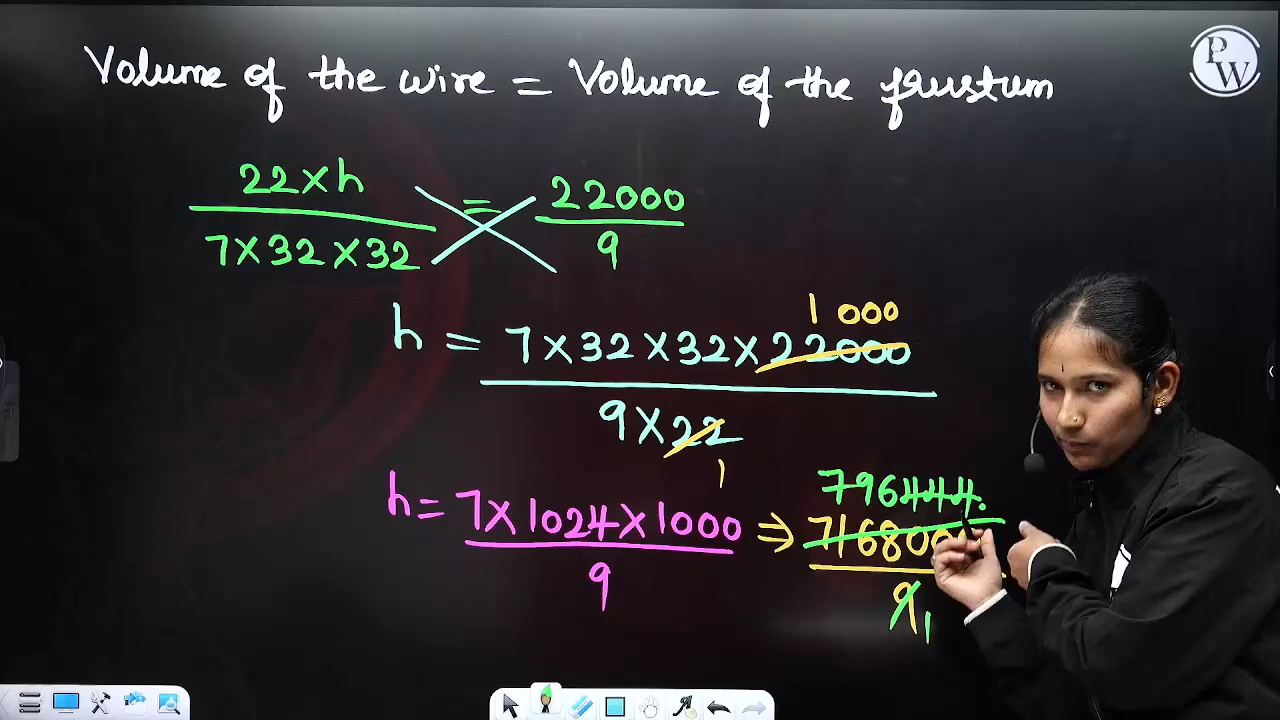 PW
Volume of the wire = Volume of the frustum
22×h = 22000
7×32×32 9
1 000
h = 7×32×32×22000
9×22
1
796444.
h = 7×1024×1000 ⇒ 716800
9 9 1